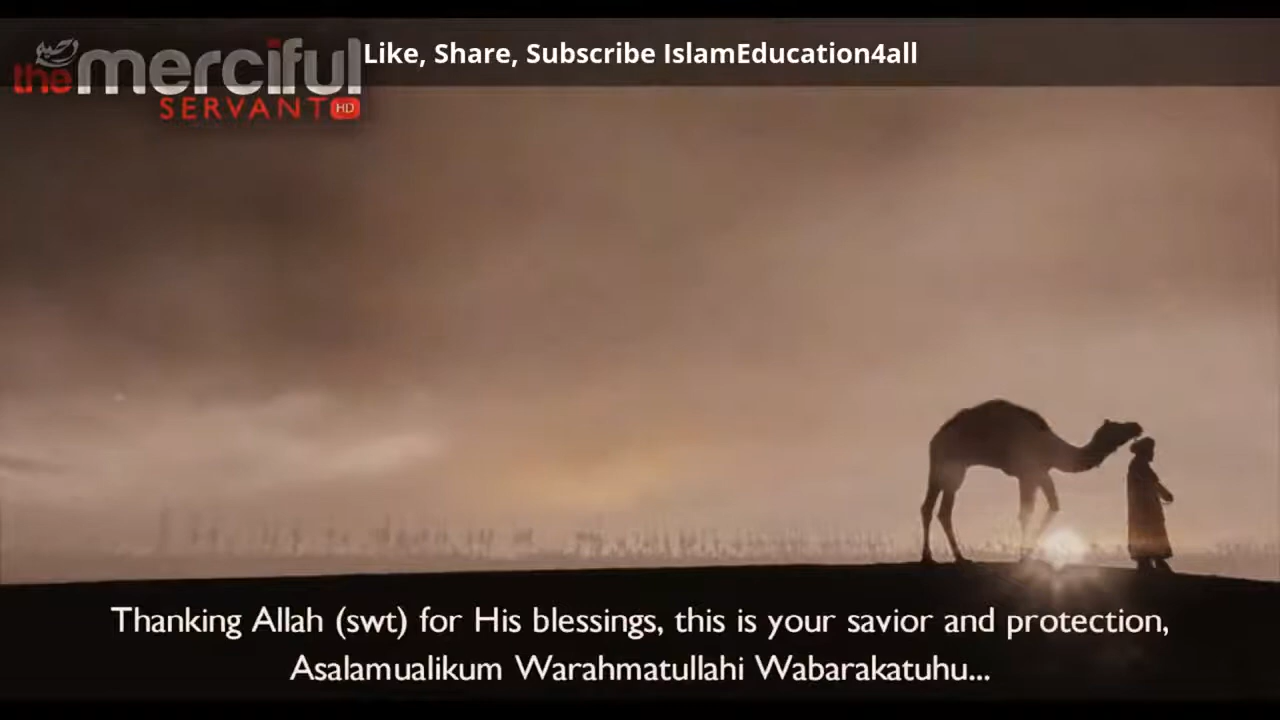 the merciful
SERVANT HD
Like, Share, Subscribe IslamEducation4all
Thanking Allah (swt) for His blessings, this is your savior and protection,
Asalamualikum Warahmatullahi Wabarakatuhu...